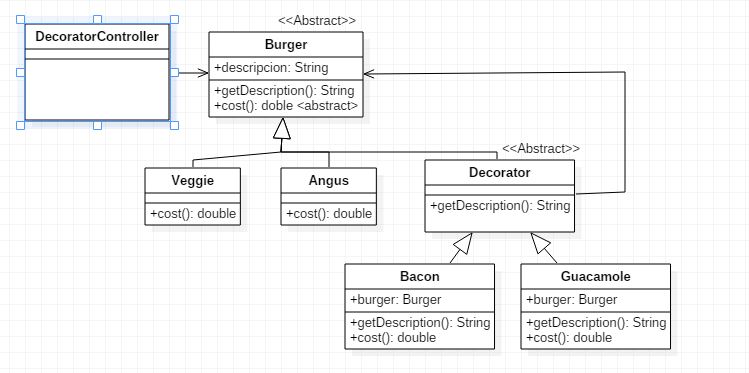 <<Abstract>>
DecoratorController
Burger
+descripcion: String
+getDescription(): String
+cost(): doble <abstract>
<<Abstract>>
Veggie
+cost(): double
Angus
+cost(): double
Decorator
+getDescription(): String
Bacon
+burger: Burger
+getDescription(): String
+cost(): double
Guacamole
+burger: Burger
+getDescription(): String
+cost(): double